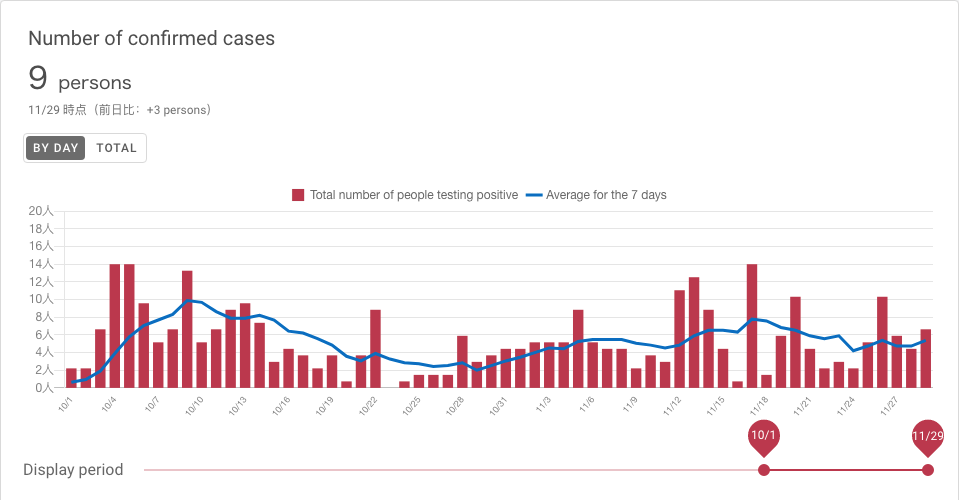 Number of confirmed cases
9 persons
11/29 時点（前日比：+3 persons）
BY DAY TOTAL
Total number of people testing positive Average for the 7 days
20人
18人
16人
14人
12人
10人
8人
6人
4人
2人
0人
10/1 10/4 10/7 10/10 10/13 10/16 10/19 10/22 10/25 10/28 10/31 11/3 11/6 11/9 11/12 11/15 11/18 11/21 11/24 11/27
10/1 11/29
Display period